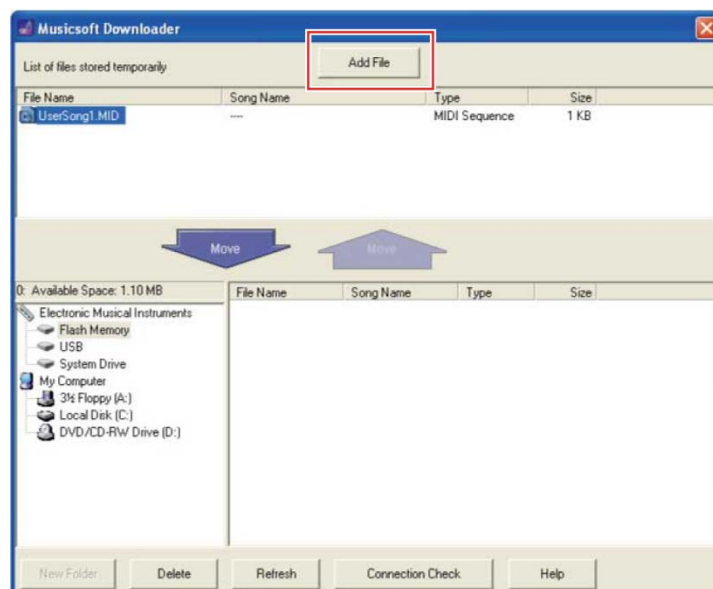 Musicsoft Downloader
List of files stored temporarily
Add File
File Name Song Name Type Size
UserSong1.MID ---- MIDI Sequence 1 KB
Move Move
0: Available Space: 1.10 MB
File Name Song Name Type Size
Electronic Musical Instruments
Flash Memory
USB
System Drive
My Computer
3½ Floppy (A:)
Local Disk (C:)
DVD/CD-RW Drive (D:)
New Folder Delete Refresh Connection Check Help